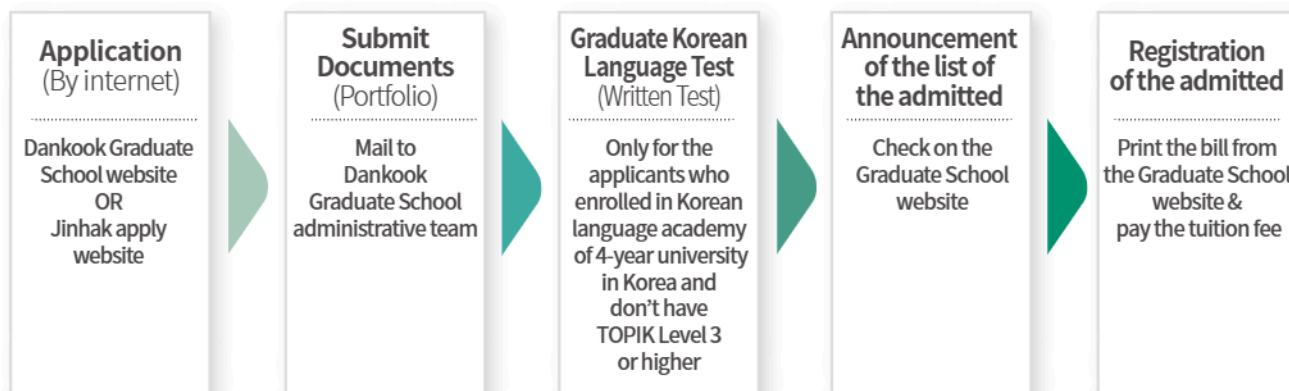 Application
(By internet)
Dankook Graduate
School website
OR
Jinhak apply
website
Submit
Documents
(Portfolio)
Mail to
Dankook
Graduate School
administrative team
Graduate Korean
Language Test
(Written Test)
Only for the
applicants who
enrolled in Korean
language academy
of 4-year university
in Korea and
don't have
TOPIK Level 3
or higher
Announcement
of the list of
the admitted
Check on the
Graduate School
website
Registration
of the admitted
Print the bill from
the Graduate School
website &
pay the tuition fee